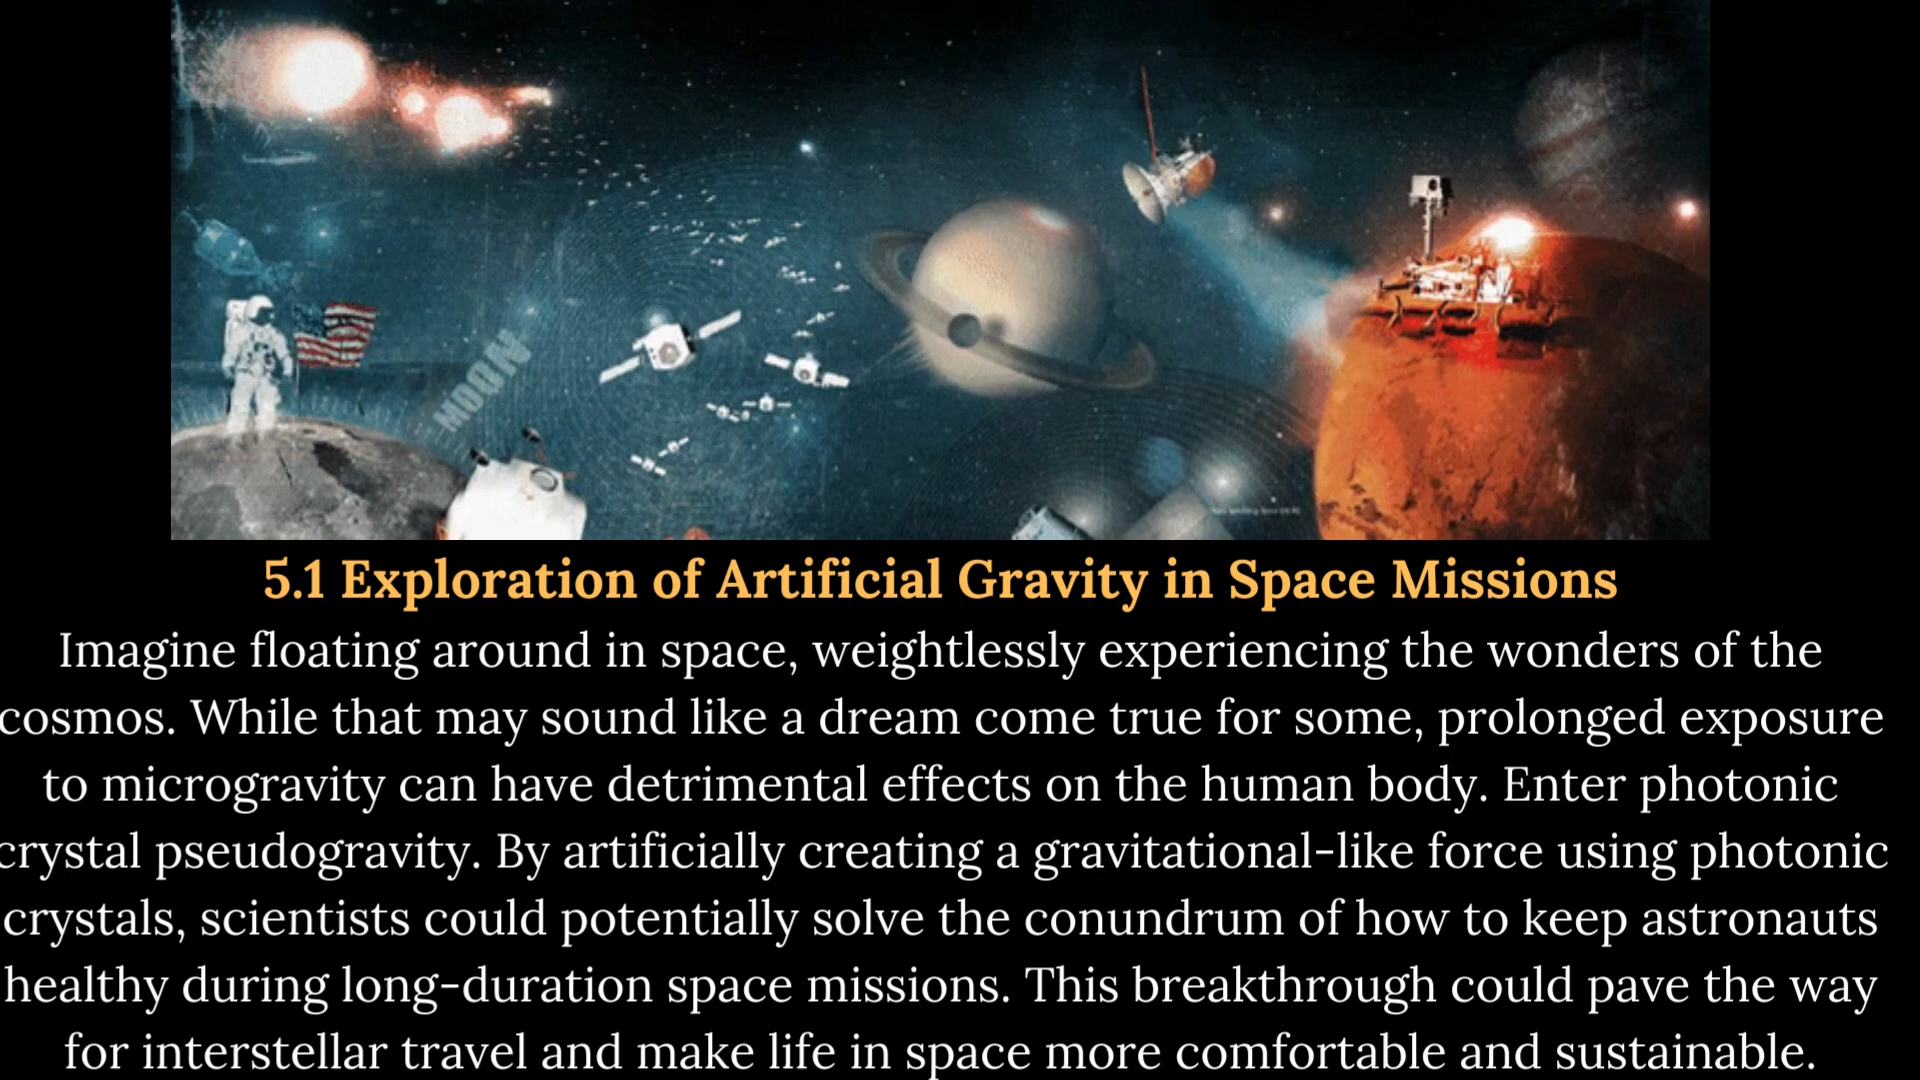 MOON
5.1 Exploration of Artificial Gravity in Space Missions
Imagine floating around in space, weightlessly experiencing the wonders of the
cosmos. While that may sound like a dream come true for some, prolonged exposure
to microgravity can have detrimental effects on the human body. Enter photonic
crystal pseudogravity. By artificially creating a gravitational-like force using photonic
crystals, scientists could potentially solve the conundrum of how to keep astronauts
healthy during long-duration space missions. This breakthrough could pave the way
for interstellar travel and make life in space more comfortable and sustainable.